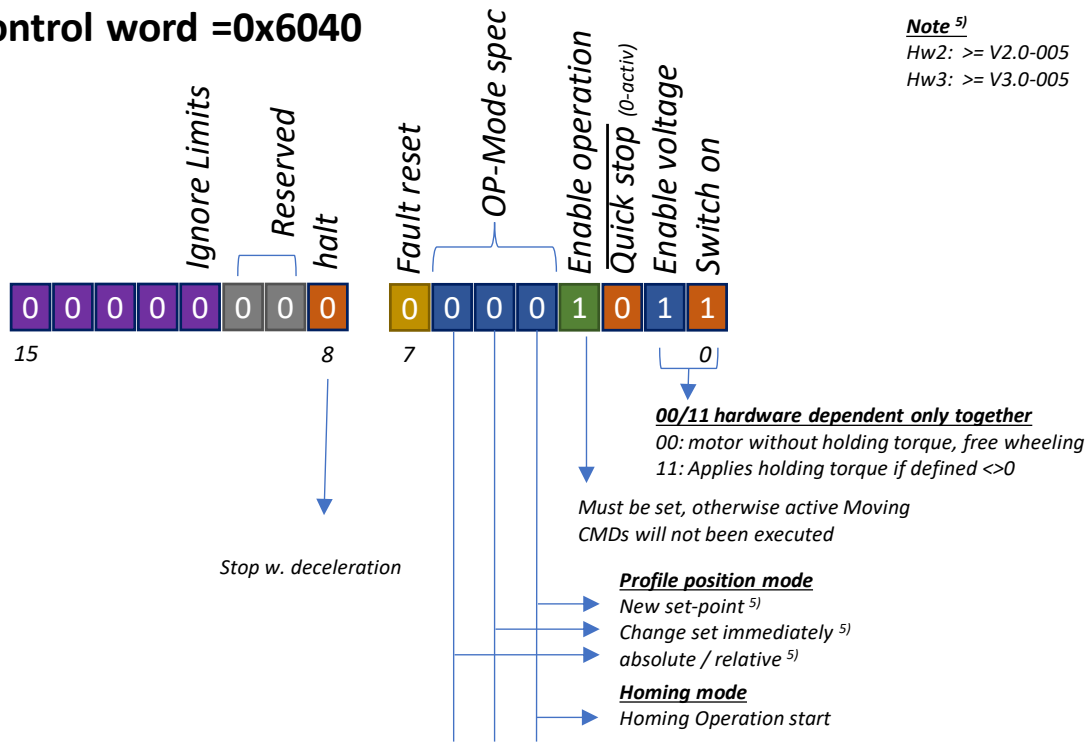 ontrol word =0x6040
Note 5)
Hw2: >= V2.0-005
Hw3: >= V3.0-005
Ignore Limits
Reserved
halt
Fault reset
OP-Mode spec
Enable operation
Quick stop (0-activ)
Enable voltage
Switch on
0 0 0 0 0 0 0 0 0 0 0 0 1 0 1 1
15 8 7 0
00/11 hardware dependent only together
00: motor without holding torque, free wheeling
11: Applies holding torque if defined <>0
Must be set, otherwise active Moving
CMDs will not been executed
Stop w. deceleration
Profile position mode
New set-point 5)
Change set immediately 5)
absolute / relative 5)
Homing mode
Homing Operation start